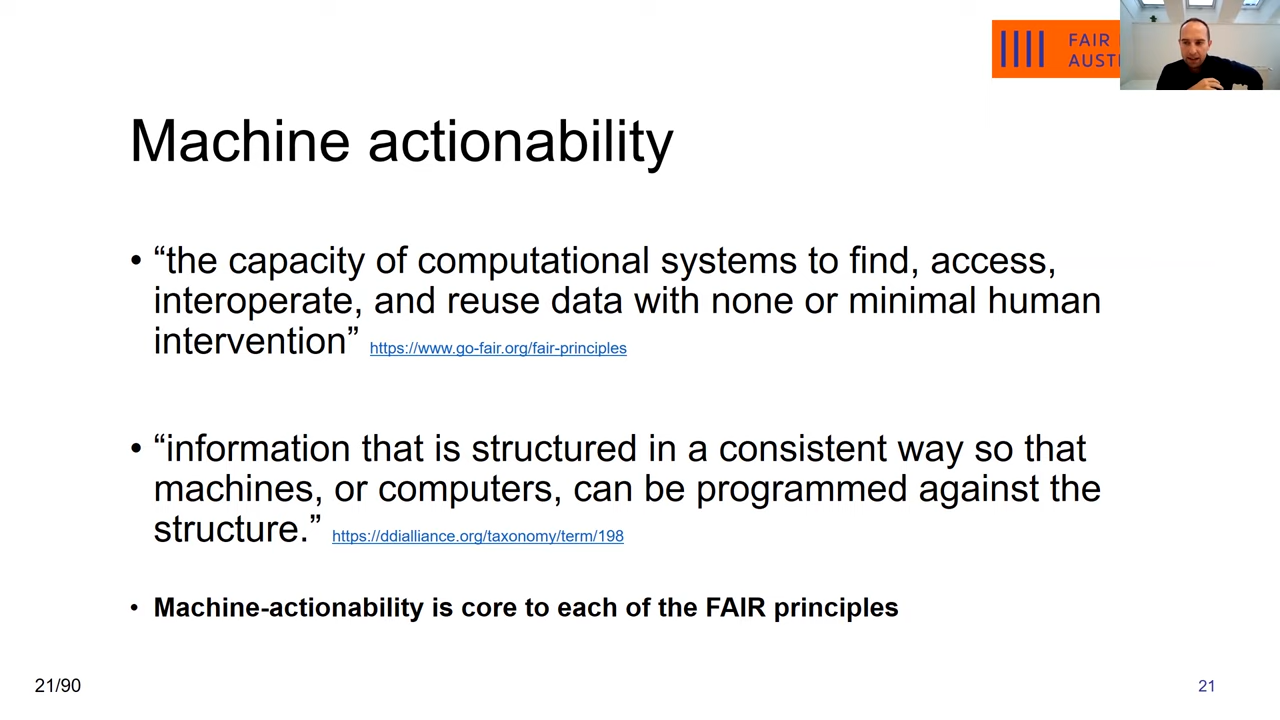 FAIR
Machine actionability
• “the capacity of computational systems to find, access,
interoperate, and reuse data with none or minimal human
intervention” https://www.go-fair.org/fair-principles
• “information that is structured in a consistent way so that
machines, or computers, can be programmed against the
structure.” https://ddialliance.org/taxonomy/term/198
• Machine-actionability is core to each of the FAIR principles
21/90
21